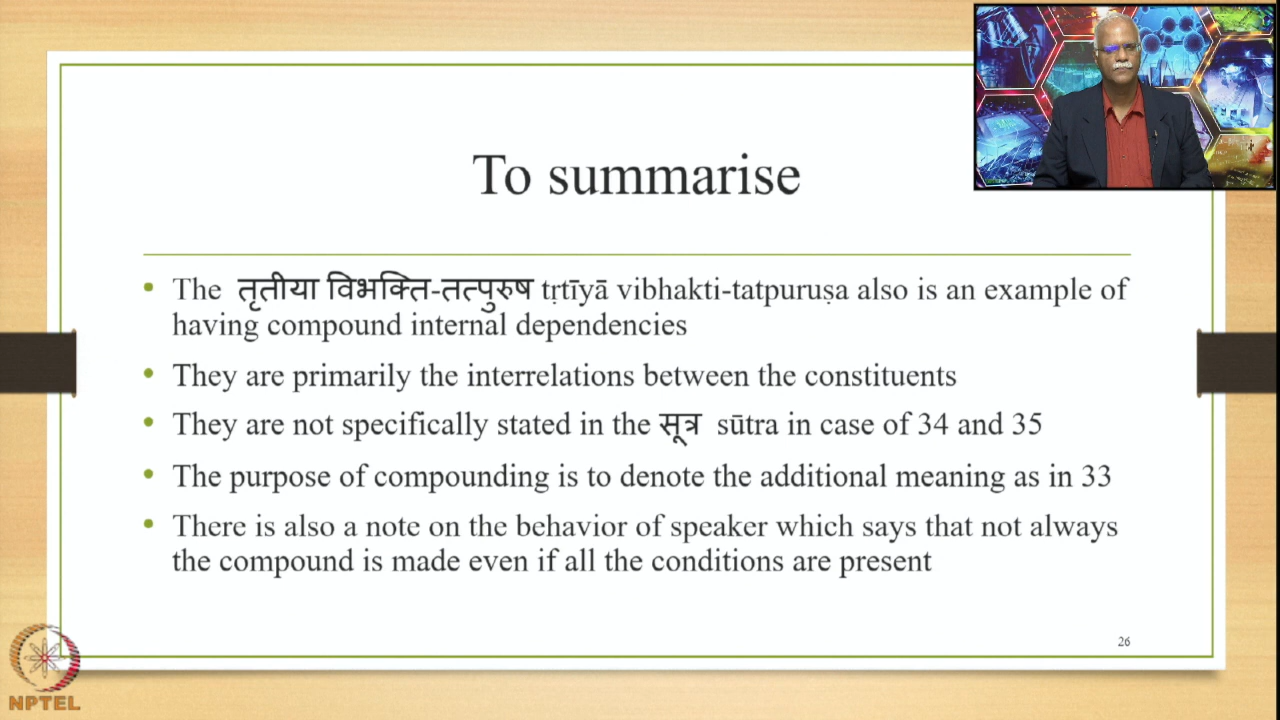 To summarise
• The तृतीया विभक्ति-तत्पुरुष tṛtīyā vibhakti-tatpuruṣa also is an example of
having compound internal dependencies
• They are primarily the interrelations between the constituents
• They are not specifically stated in the सूत्र sūtra in case of 34 and 35
• The purpose of compounding is to denote the additional meaning as in 33
• There is also a note on the behavior of speaker which says that not always
the compound is made even if all the conditions are present
26
NPTEL